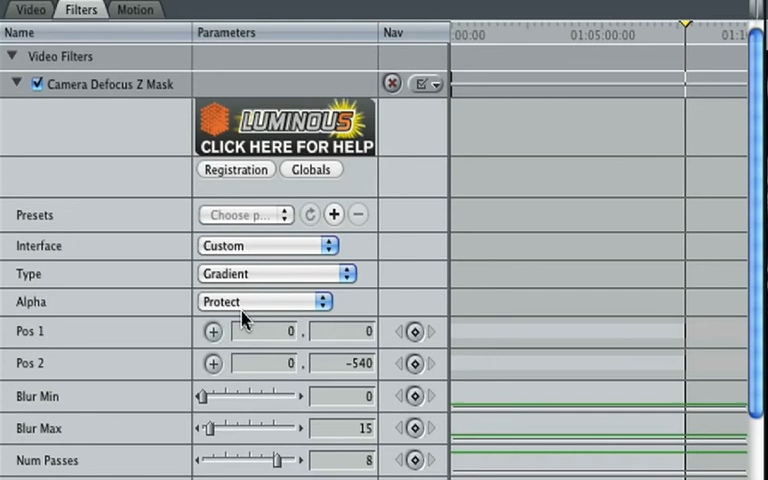 Video Filters Motion
Name Parameters Nav :00:00 01:05:00:00
Video Filters
Camera Defocus Z Mask
LUMINOUS
CLICK HERE FOR HELP
Registration Globals
Presets Choose p...
Interface Custom
Type Gradient
Alpha Protect
Pos 1 0 , 0
Pos 2 0 , -540
Blur Min 0
Blur Max 15
Num Passes 8